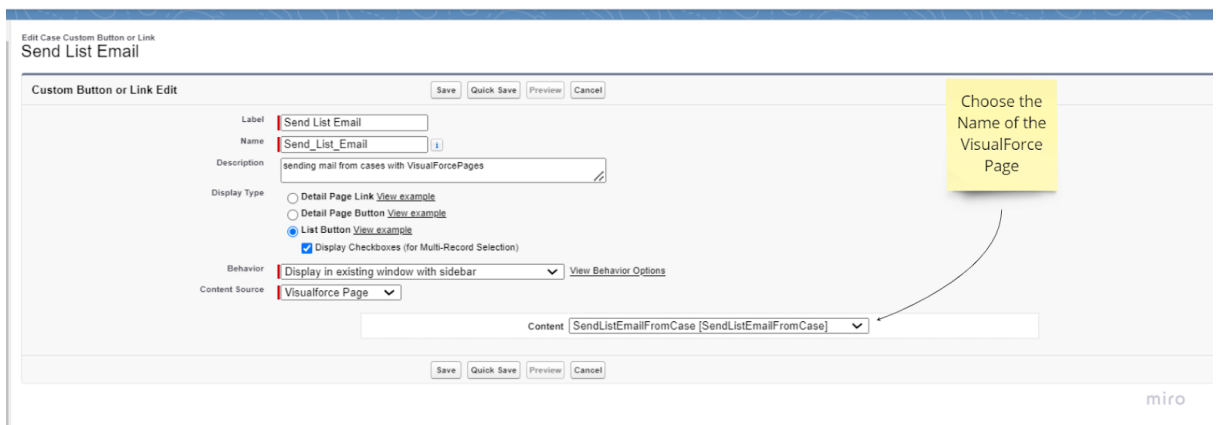 Edit Case Custom Button or Link
Send List Email
Custom Button or Link Edit
Save Quick Save Preview Cancel
Label Send List Email
Name Send_List_Email i
Description sending mail from cases with VisualForcePages
Display Type Detail Page Link View example
Detail Page Button View example
List Button View example
Display Checkboxes (for Multi-Record Selection)
Behavior Display in existing window with sidebar View Behavior Options
Content Source Visualforce Page
Content SendListEmailFromCase [SendListEmailFromCase]
Save Quick Save Preview Cancel
Choose the
Name of the
VisualForce
Page
miro